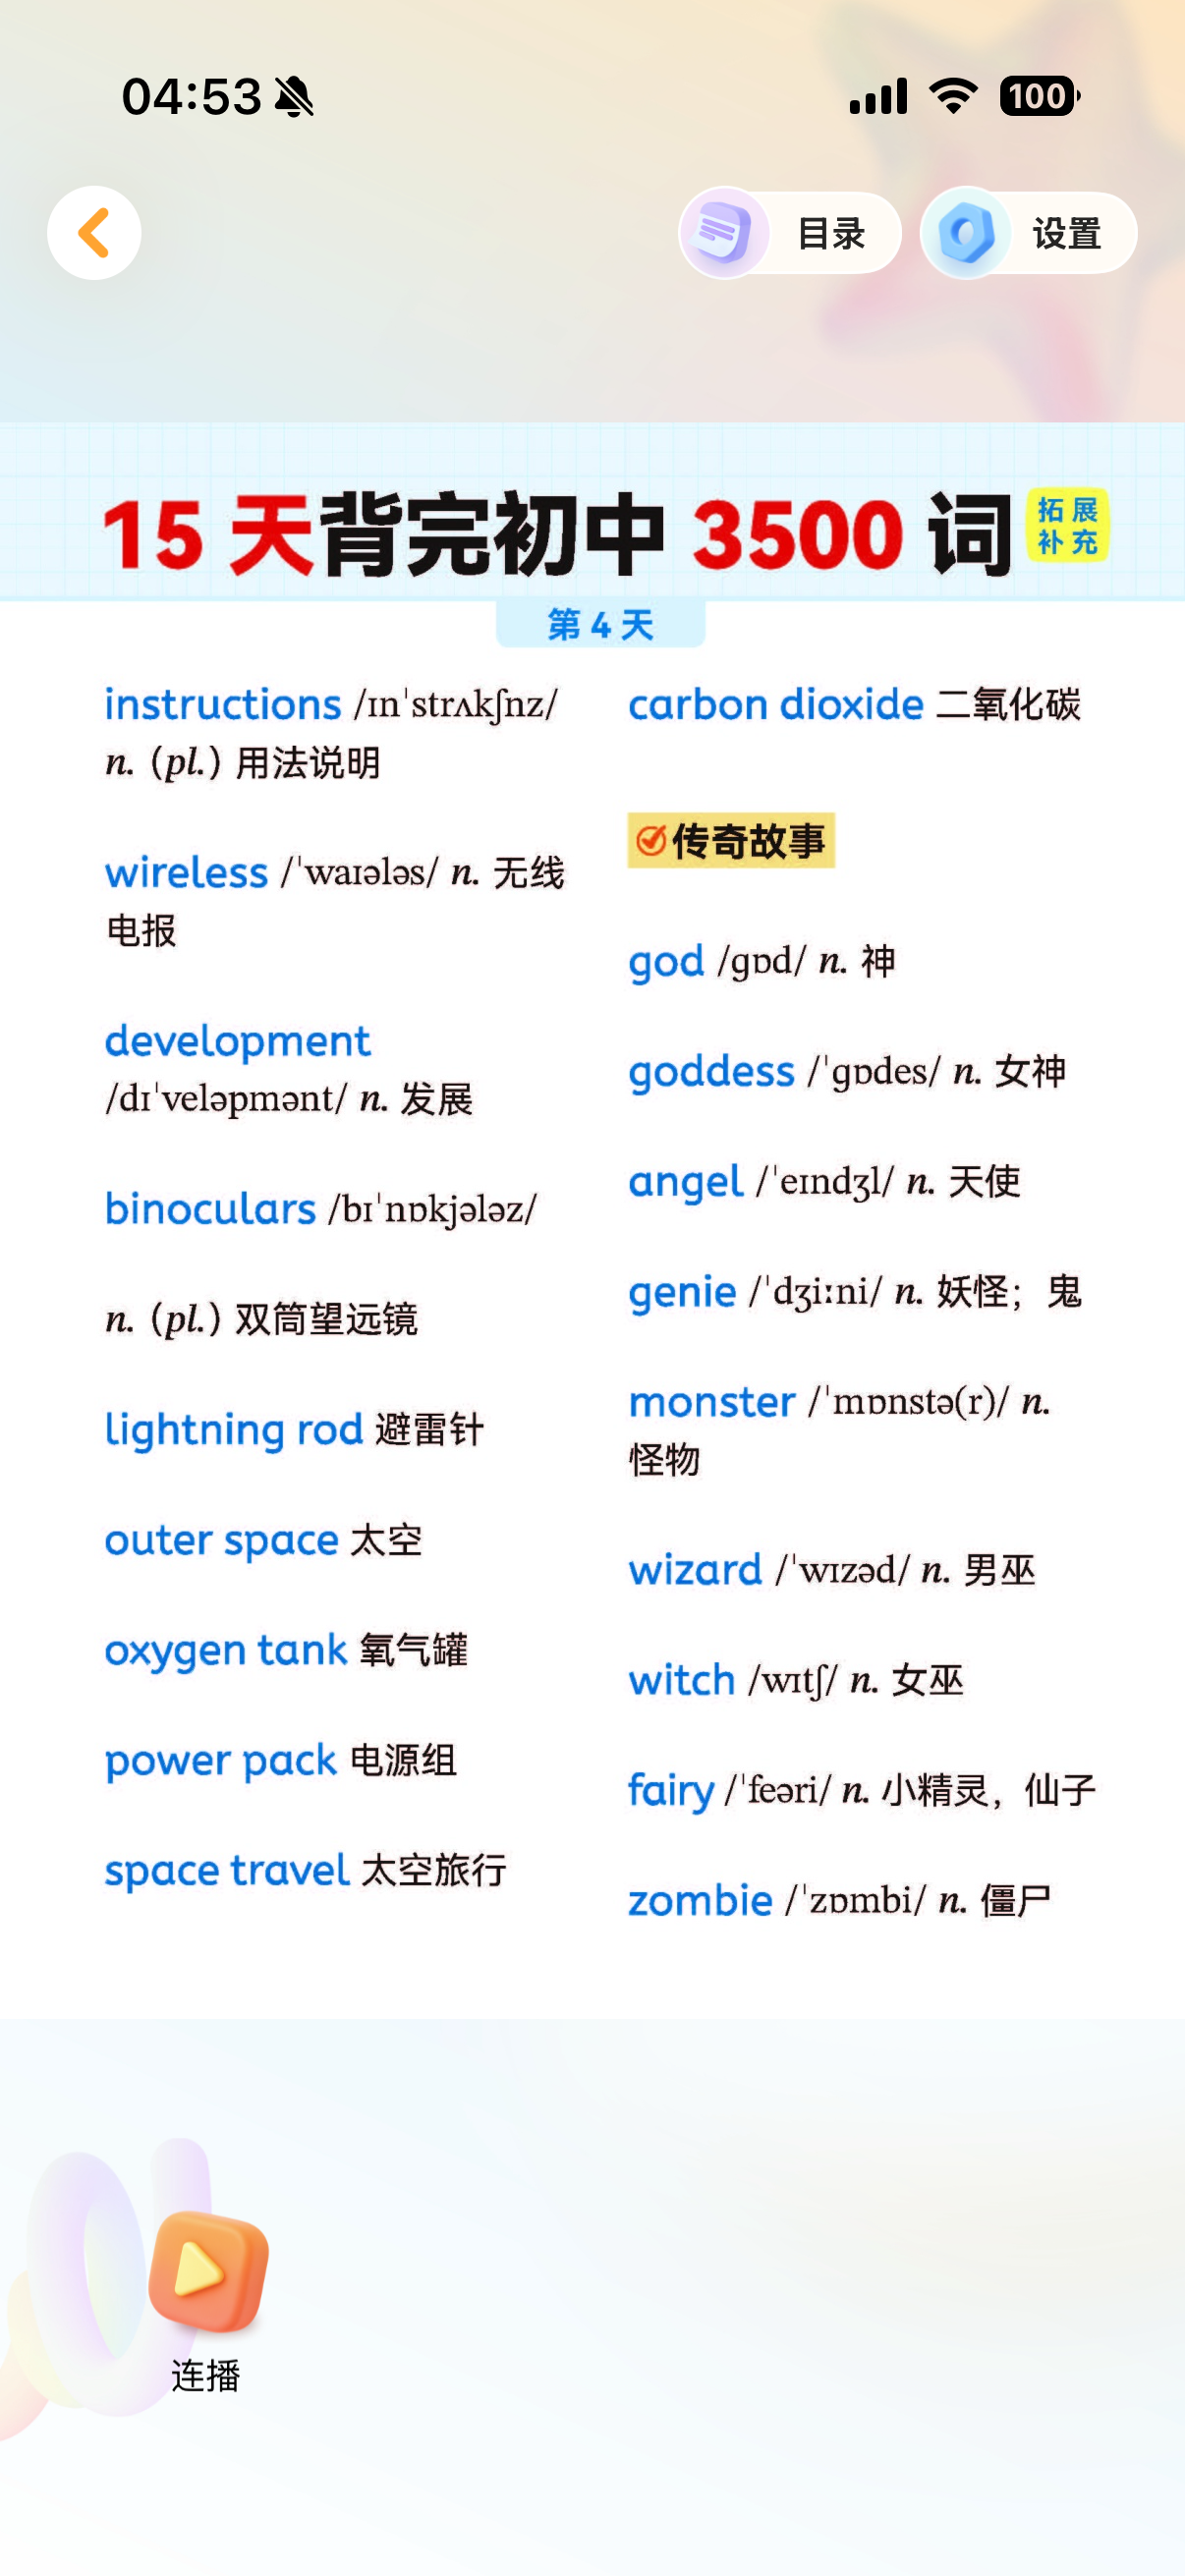 04:53
100
目录
设置
15 天背完初中 3500 词
拓展
补充
第 4 天
instructions /ɪnˈstrʌkʃnz/
n. (pl.) 用法说明
wireless /ˈwaɪələs/ n. 无线
电报
development
/dɪˈveləpmənt/ n. 发展
binoculars /bɪˈnɒkjələz/
n. (pl.) 双筒望远镜
lightning rod 避雷针
outer space 太空
oxygen tank 氧气罐
power pack 电源组
space travel 太空旅行
carbon dioxide 二氧化碳
传奇故事
god /ɡɒd/ n. 神
goddess /ˈɡɒdes/ n. 女神
angel /ˈeɪndʒl/ n. 天使
genie /ˈdʒiːni/ n. 妖怪；鬼
monster /ˈmɒnstə(r)/ n.
怪物
wizard /ˈwɪzəd/ n. 男巫
witch /wɪtʃ/ n. 女巫
fairy /ˈfeəri/ n. 小精灵，仙子
zombie /ˈzɒmbi/ n. 僵尸
连播